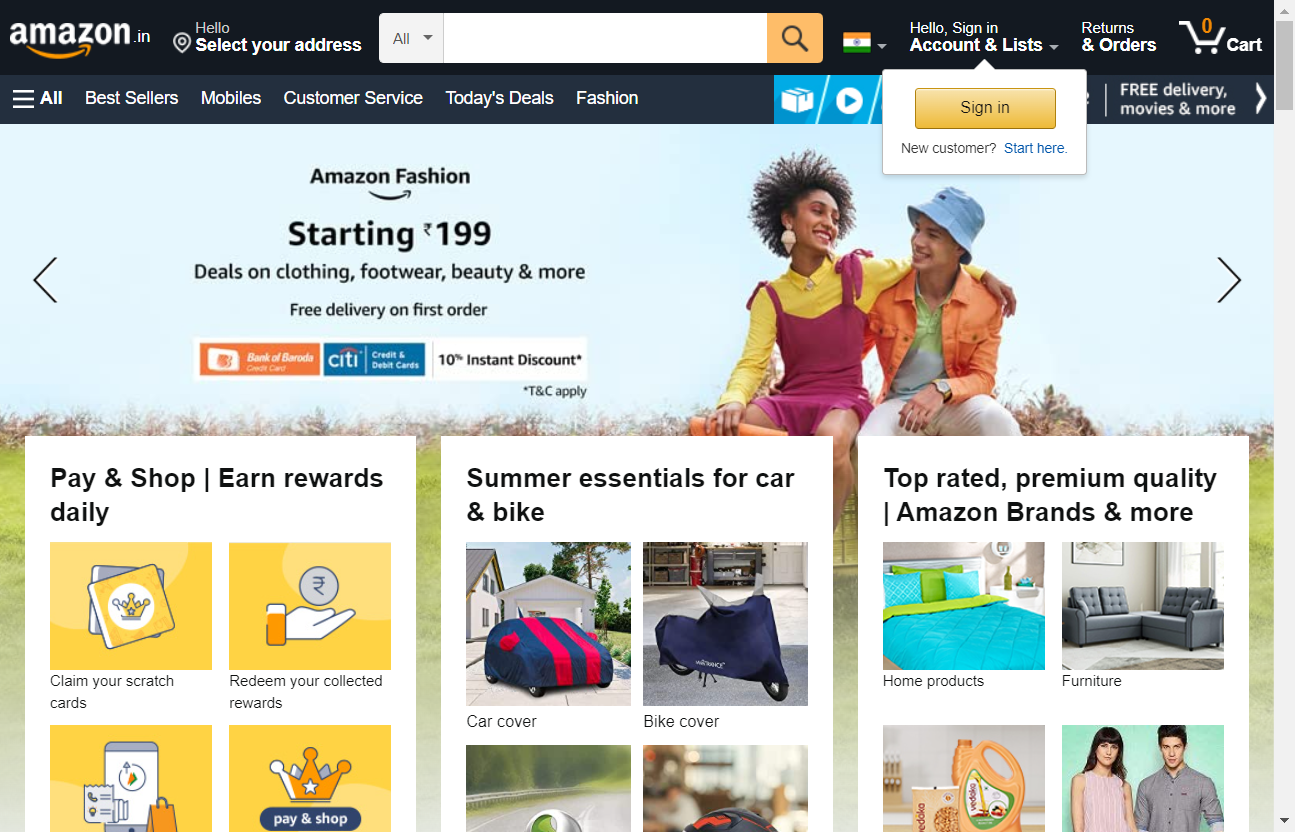 amazon.in
Hello
Select your address
All
Hello, Sign in
Account & Lists
Returns
& Orders
0
Cart
All
Best Sellers
Mobiles
Customer Service
Today's Deals
Fashion
FREE delivery,
movies & more
Sign in
New customer? Start here.
Amazon Fashion
Starting ₹199
Deals on clothing, footwear, beauty & more
Free delivery on first order
Bank of Baroda
Credit Card
citi
Credit &
Debit Cards
10% Instant Discount*
*T&C apply
Pay & Shop | Earn rewards
daily
Claim your scratch
cards
Redeem your collected
rewards
pay & shop
Summer essentials for car
& bike
Car cover
Bike cover
Top rated, premium quality
| Amazon Brands & more
Home products
Furniture
vedaka
vedaka